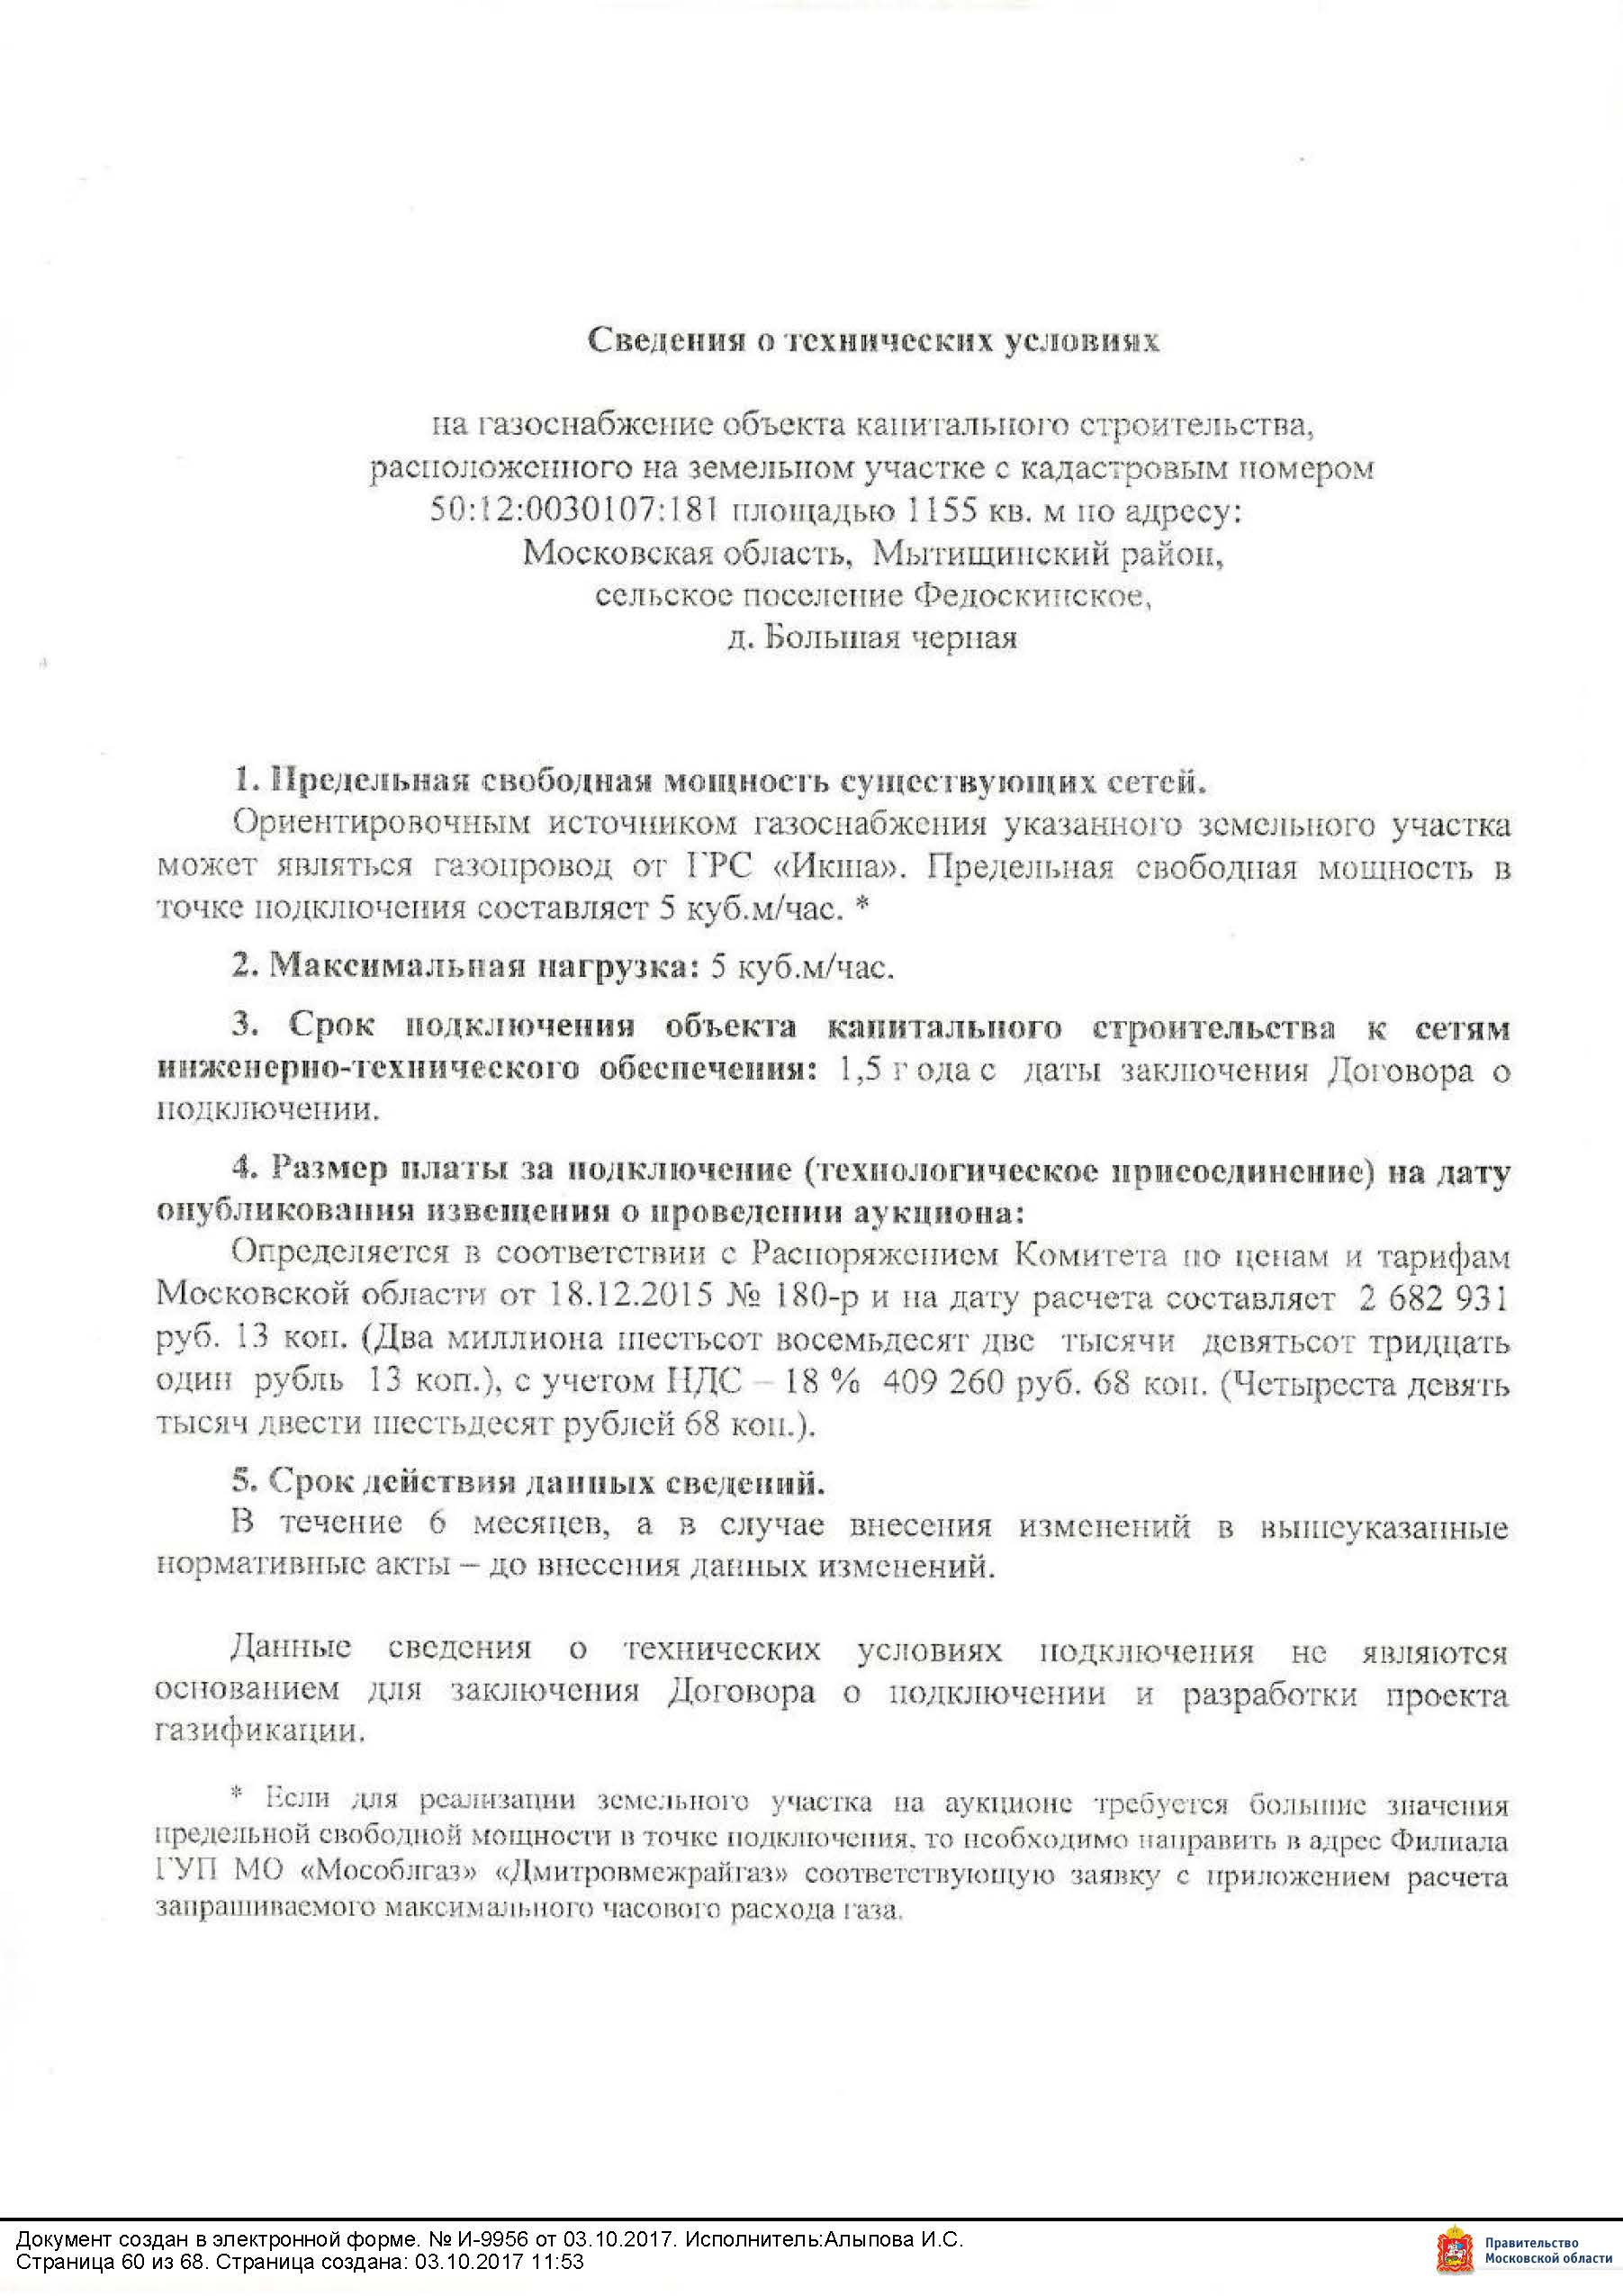 Сведения о технических условиях
на газоснабжение объекта капитального строительства,
расположенного на земельном участке с кадастровым номером
50:12:0030107:181 площадью 1155 кв. м по адресу:
Московская область, Мытищинский район,
сельское поселение Федоскинское,
д. Большая черная
1. Предельная свободная мощность существующих сетей.
Ориентировочным источником газоснабжения указанного земельного участка
может являться газопровод от ГРС «Икша». Предельная свободная мощность в
точке подключения составляет 5 куб.м/час. *
2. Максимальная нагрузка: 5 куб.м/час.
3. Срок подключения объекта капитального строительства к сетям
инженерно-технического обеспечения: 1,5 года с даты заключения Договора о
подключении.
4. Размер платы за подключение (технологическое присоединение) на дату
опубликования извещения о проведении аукциона:
Определяется в соответствии с Распоряжением Комитета по ценам и тарифам
Московской области от 18.12.2015 № 180-р и на дату расчета составляет 2 682 931
руб. 13 коп. (Два миллиона шестьсот восемьдесят две тысячи девятьсот тридцать
один рубль 13 коп.), с учетом НДС – 18 % 409 260 руб. 68 коп. (Четыреста девять
тысяч двести шестьдесят рублей 68 коп.).
5. Срок действия данных сведений.
В течение 6 месяцев, а в случае внесения изменений в вышеуказанные
нормативные акты – до внесения данных изменений.
Данные сведения о технических условиях подключения не являются
основанием для заключения Договора о подключении и разработки проекта
газификации.
* Если для реализации земельного участка на аукционе требуется большие значения
предельной свободной мощности в точке подключения, то необходимо направить в адрес Филиала
ГУП МО «Мособлгаз» «Дмитровмежрайгаз» соответствующую заявку с приложением расчета
запрашиваемого максимального часового расхода газа.
Документ создан в электронной форме. № И-9956 от 03.10.2017. Исполнитель:Алыпова И.С.
Страница 60 из 68. Страница создана: 03.10.2017 11:53
Правительство
Московской области